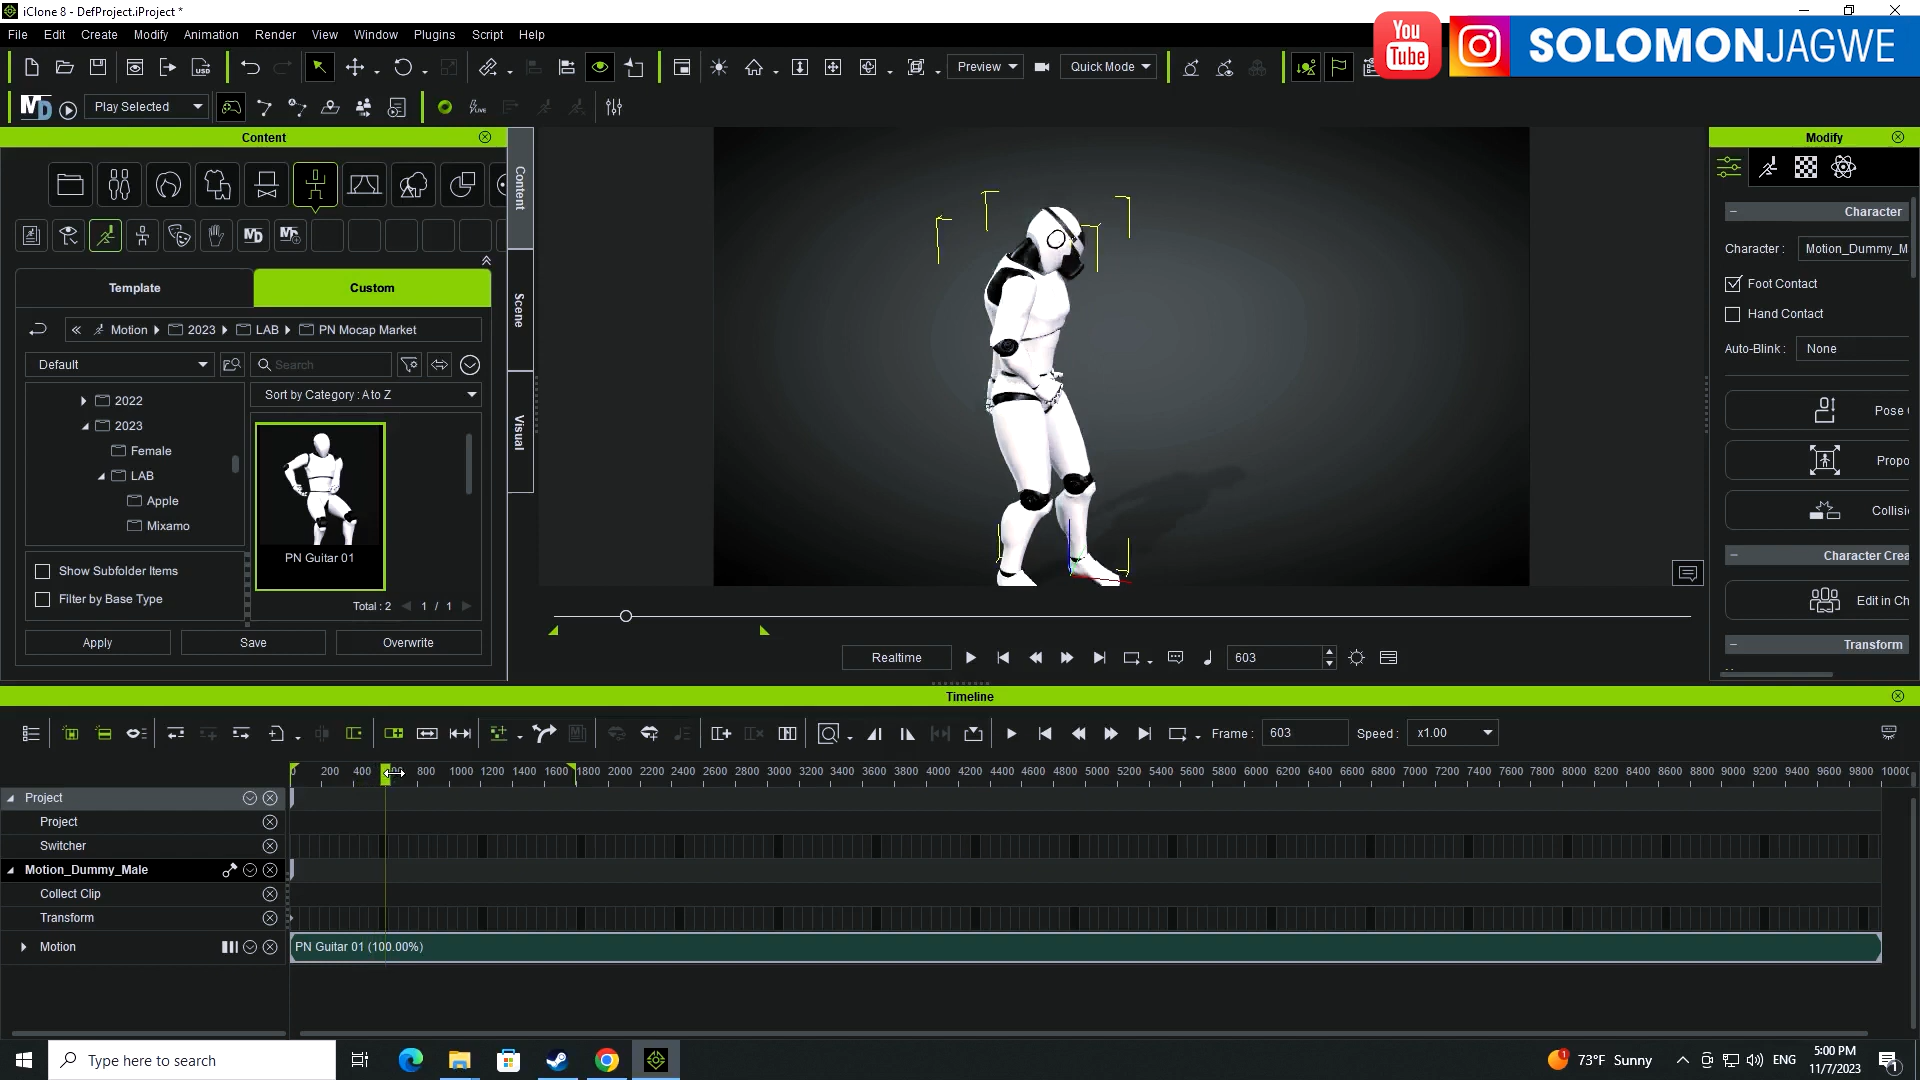 iClone 8 - DefProject.iProject *
File Edit Create Modify Animation Render View Window Plugins Script Help
You
Tube
SOLOMONJAGWE
Preview
Quick Mode
MD
Play Selected
LIVE
Content
Modify
Content
Scene
Visual
MD
MD
Template
Custom
Motion 2023 LAB PN Mocap Market
Default
Search
Sort by Category : A to Z
2022
2023
Female
LAB
Apple
Mixamo
PN Guitar 01
Show Subfolder Items
Filter by Base Type
Total : 2 1 / 1
Apply
Save
Overwrite
Character
Character : Motion_Dummy_M
Foot Contact
Hand Contact
Auto-Blink : None
Pose
Propo
Collisi
Character Crea
Edit in Ch
Transform
Realtime
603
Timeline
Frame : 603 Speed : x1.00
0 200 400 800 1000 1200 1400 1600 1800 2000 2200 2400 2600 2800 3000 3200 3400 3600 3800 4000 4200 4400 4600 4800 5000 5200 5400 5600 5800 6000 6200 6400 6600 6800 7000 7200 7400 7600 7800 8000 8200 8400 8600 8800 9000 9200 9400 9600 9800 10000
Project
Project
Switcher
Motion_Dummy_Male
Collect Clip
Transform
Motion
PN Guitar 01 (100.00%)
Type here to search
73°F Sunny
ENG
5:00 PM
11/7/2023